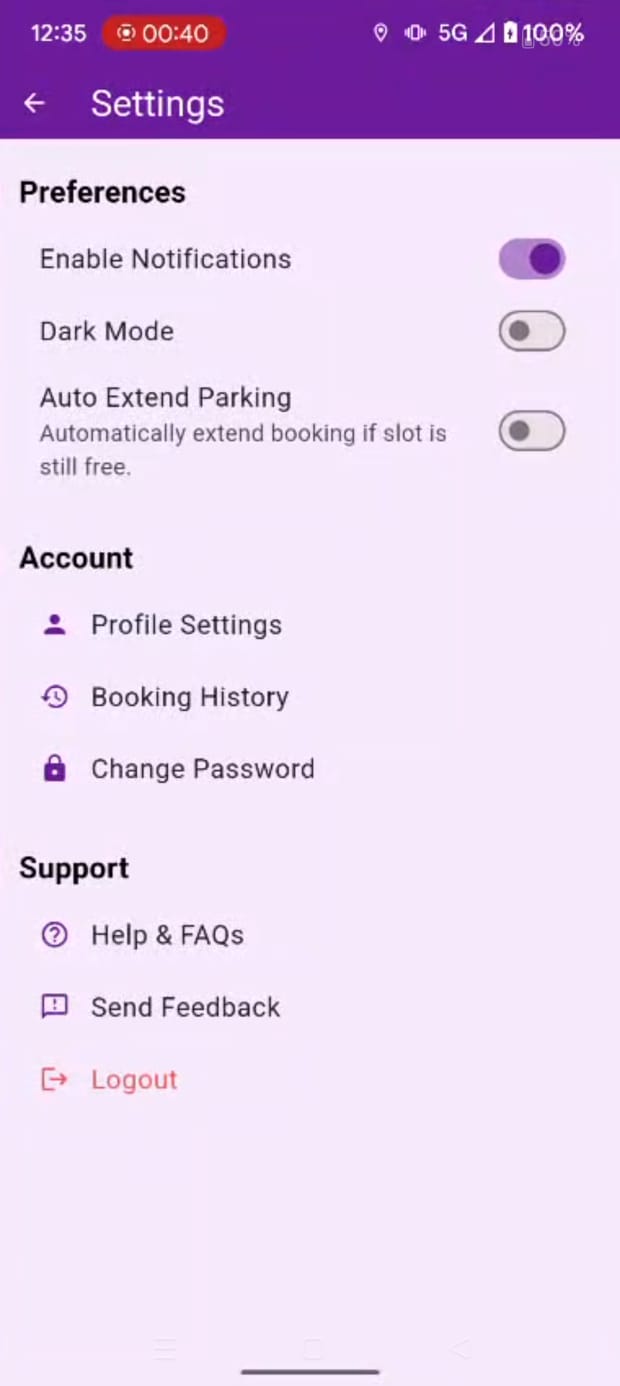 12:35 00:40 5G 100%
Settings
Preferences
Enable Notifications
Dark Mode
Auto Extend Parking
Automatically extend booking if slot is
still free.
Account
Profile Settings
Booking History
Change Password
Support
Help & FAQs
Send Feedback
Logout